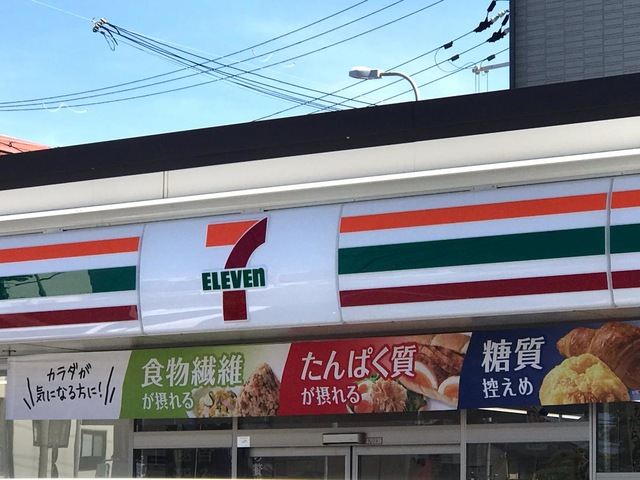 7
ELEVEN
カラダが
気になる方に!
食物繊維
が摂れる
たんぱく質
が摂れる
糖質
控えめ